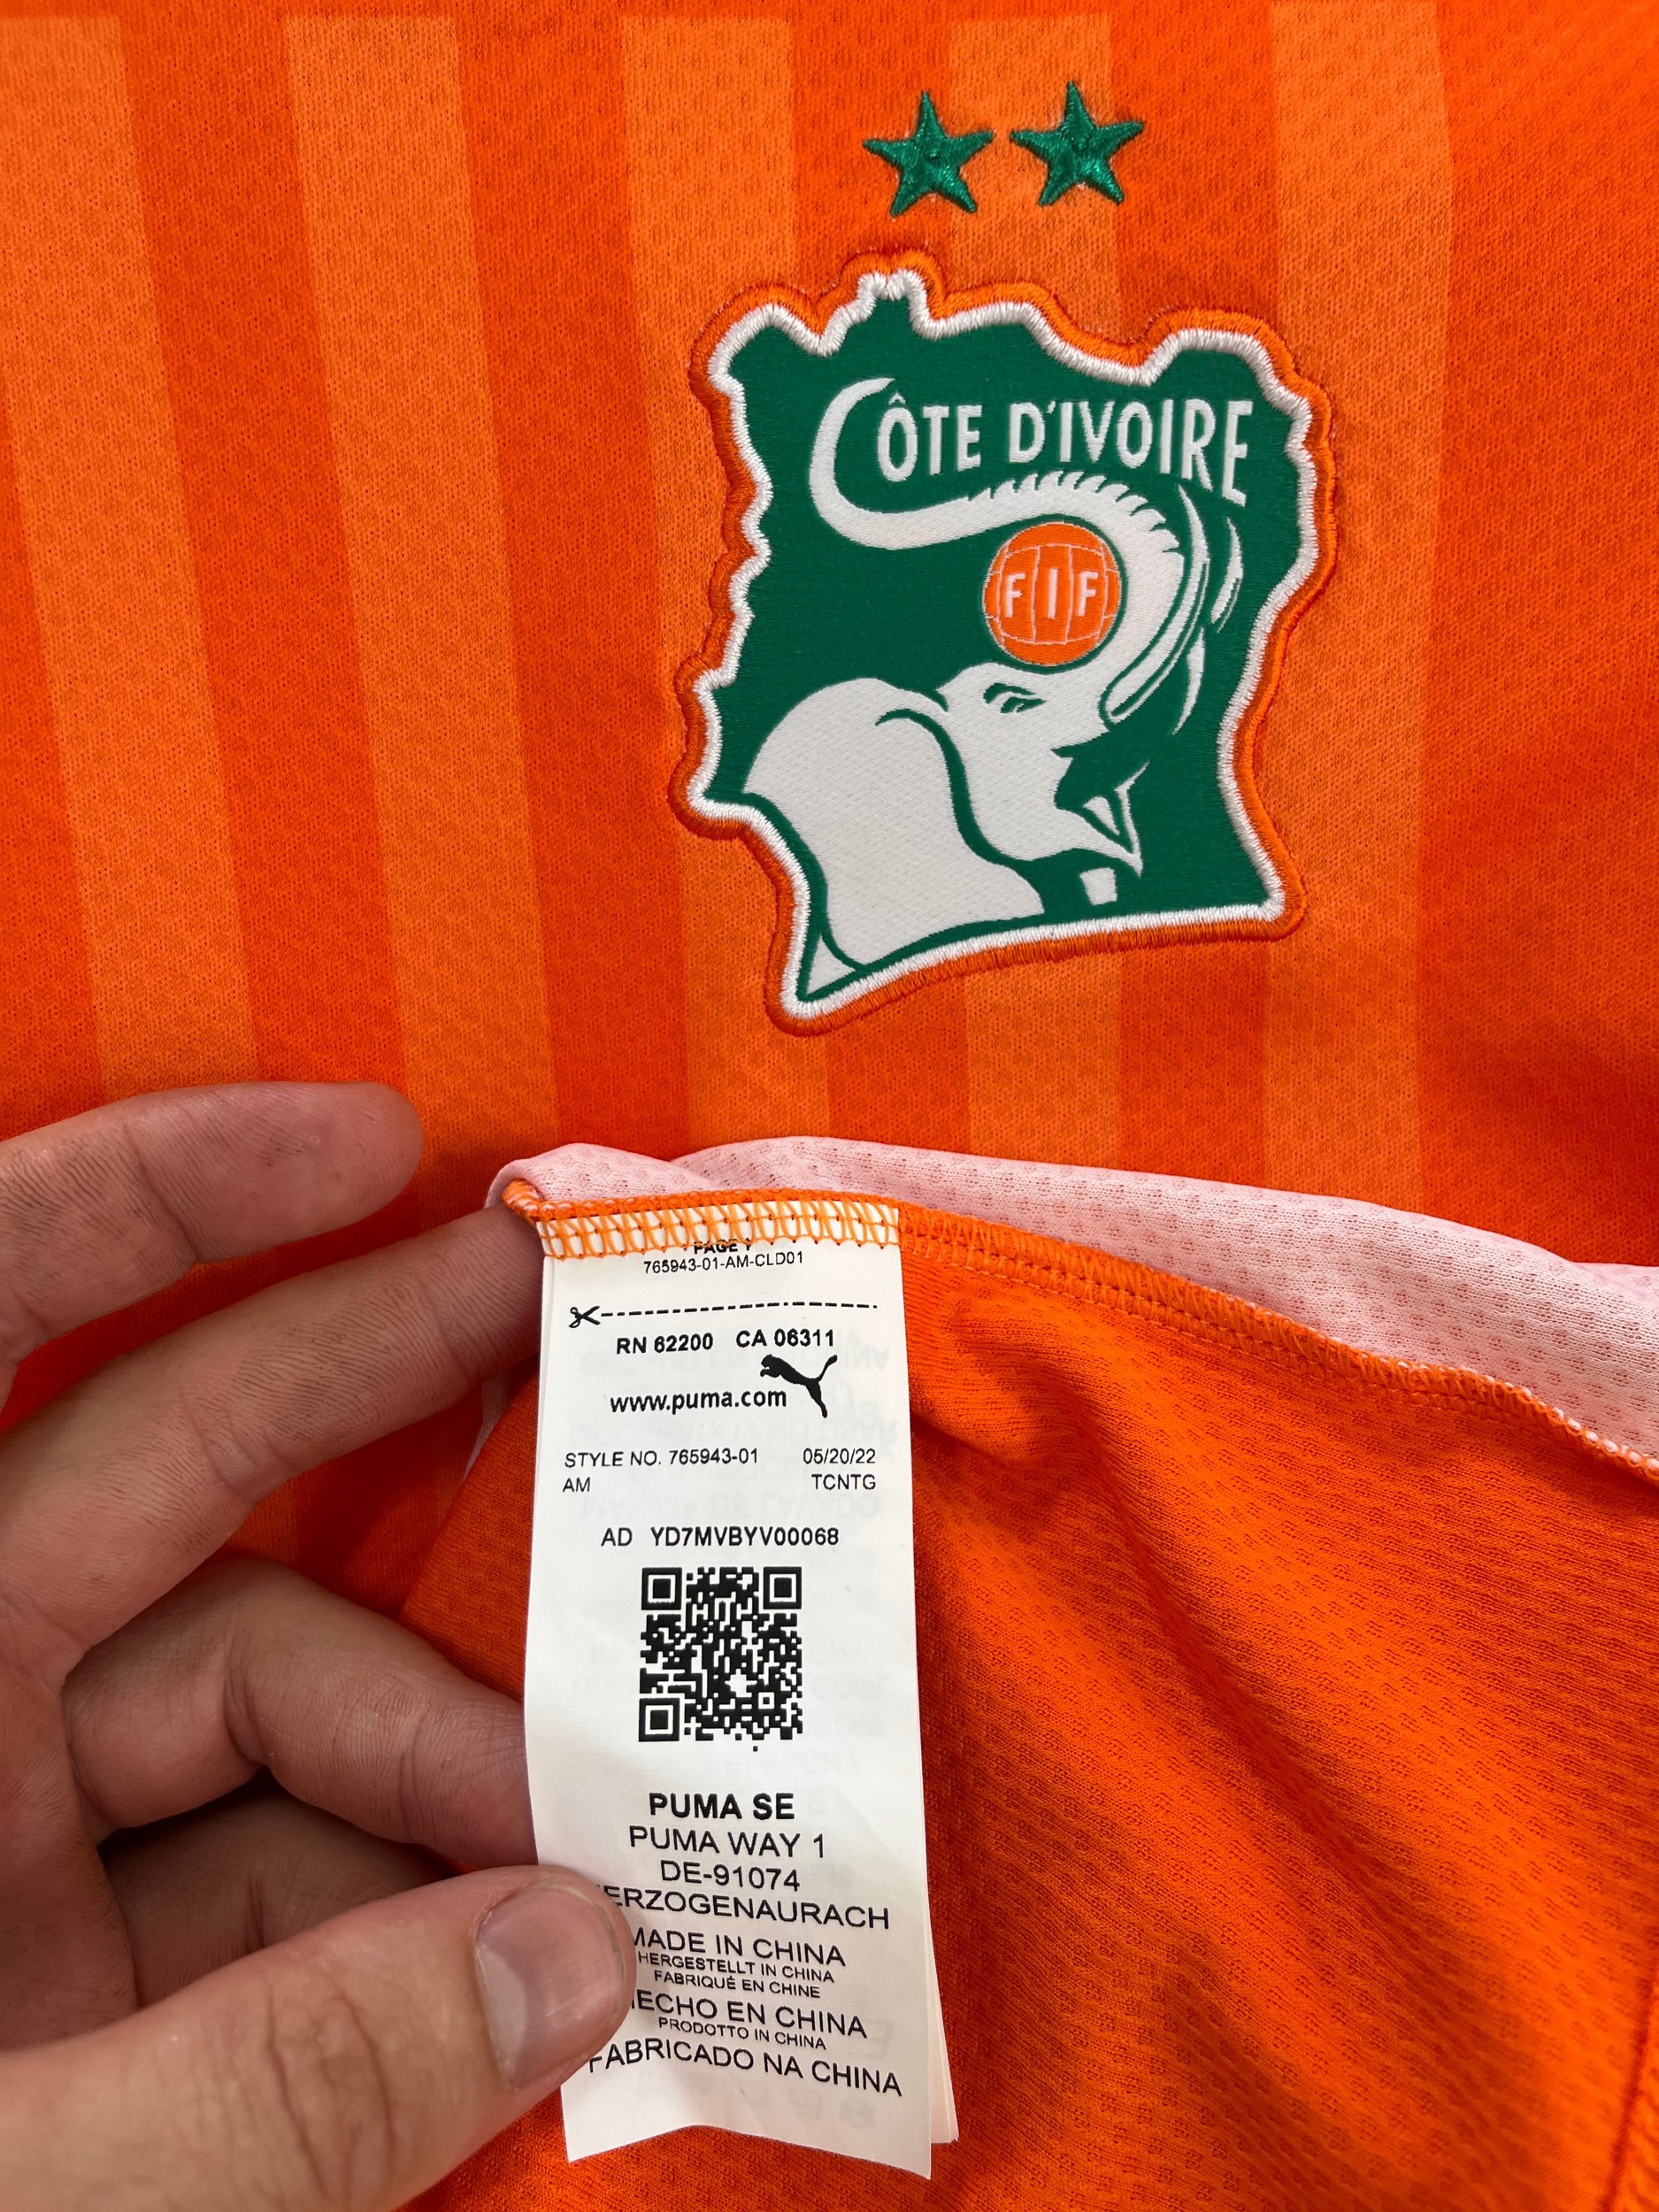 CÔTE D'IVOIRE
FIF
PAGE 1
765943-01-AM-CLD01
RN 62200 CA 06311
www.puma.com
STYLE NO. 765943-01 05/20/22
AM TCNTG
AD YD7MVBYV00068
PUMA SE
PUMA WAY 1
DE-91074
ERZOGENAURACH
MADE IN CHINA
HERGESTELLT IN CHINA
FABRIQUÉ EN CHINE
HECHO EN CHINA
PRODOTTO IN CHINA
FABRICADO NA CHINA